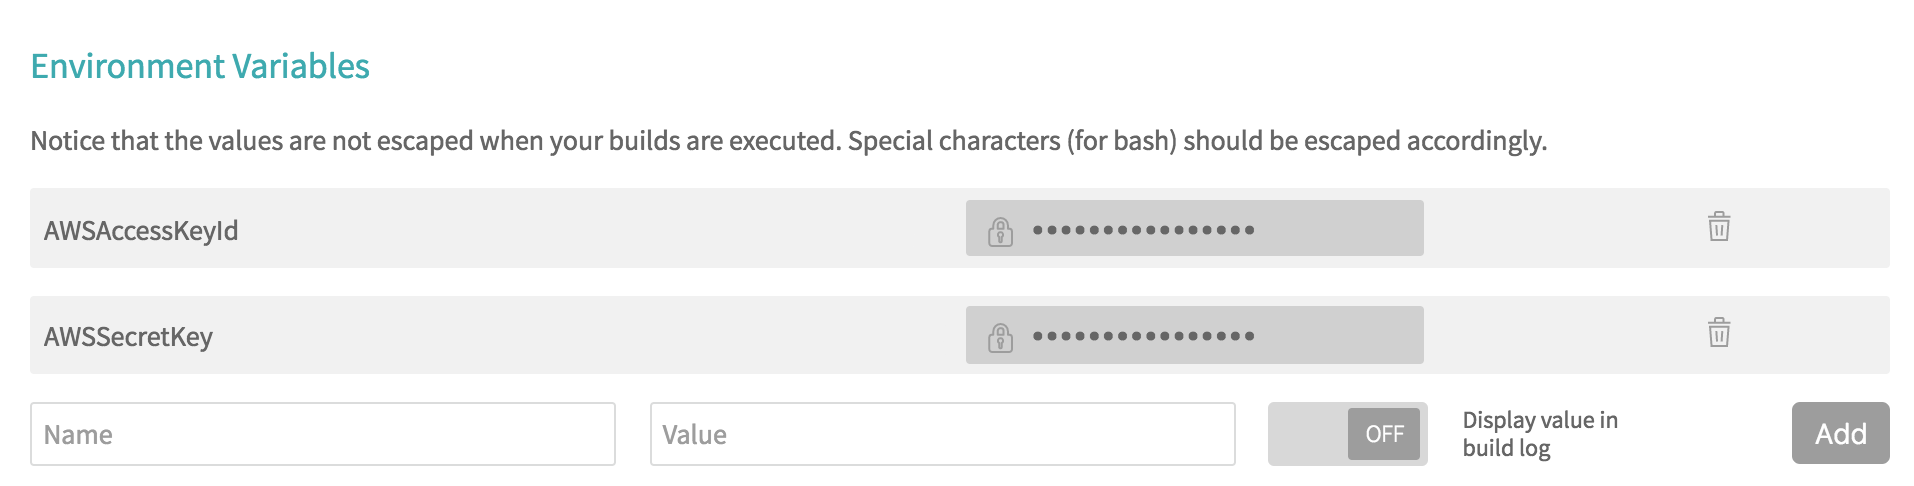 Environment Variables
Notice that the values are not escaped when your builds are executed. Special characters (for bash) should be escaped accordingly.
AWSAccessKeyId ••••••••••••••••
AWSSecretKey ••••••••••••••••
Name Value OFF Display value in
build log
Add